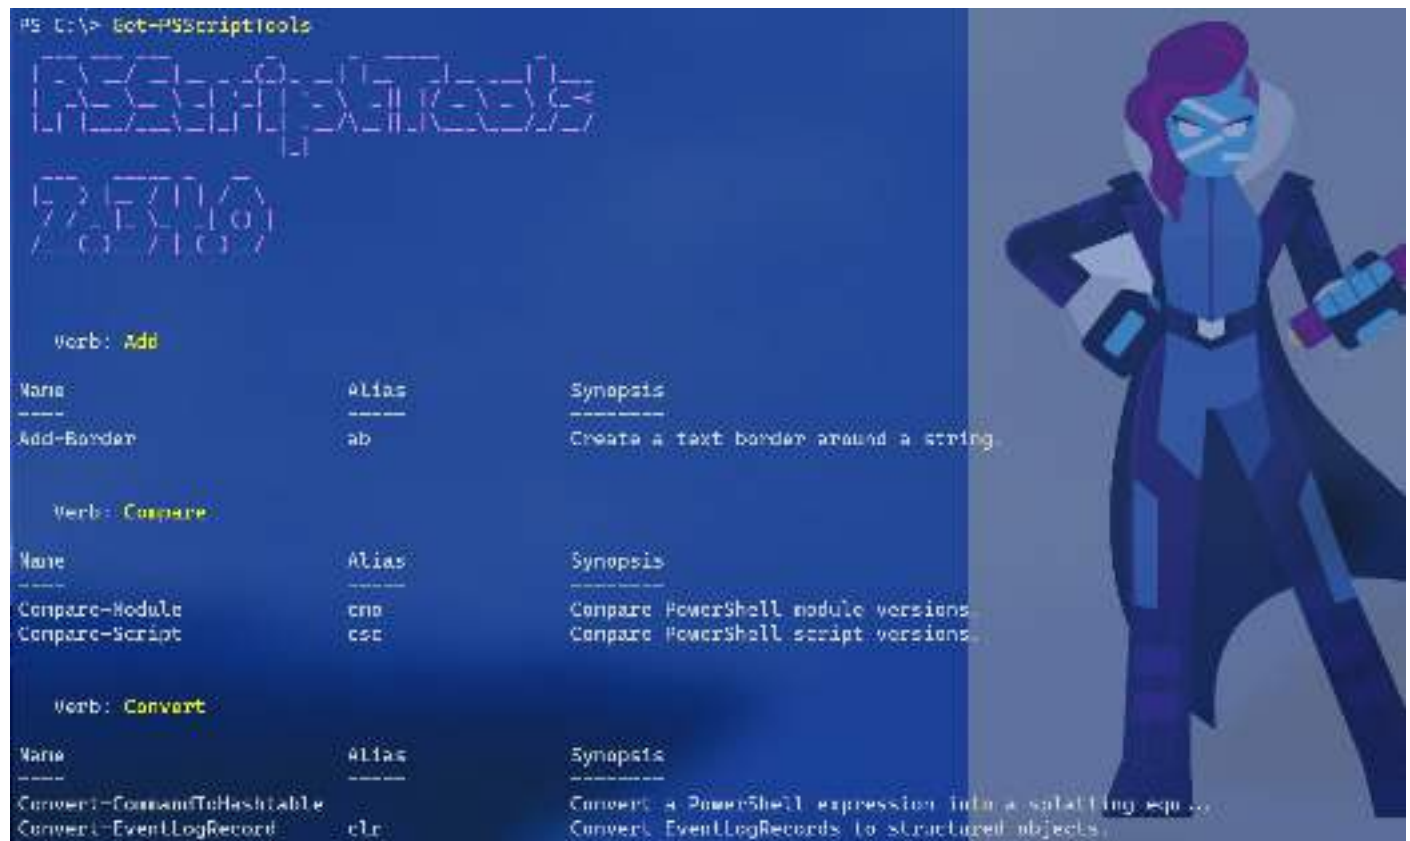 PS C:\> Get-PSScriptTools
PSScriptTools
Verb: Add
Name Alias Synopsis
---- ----- --------
Add-Border ab Create a text border around a string.
Verb: Compare
Name Alias Synopsis
---- ----- --------
Compare-Module cmo Compare PowerShell module versions.
Compare-Script csc Compare PowerShell script versions.
Verb: Convert
Name Alias Synopsis
---- ----- --------
Convert-CommandToHashtable Convert a PowerShell expression into a splatting equ...
Convert-EventLogRecord clr Convert EventLogRecords to structured objects.